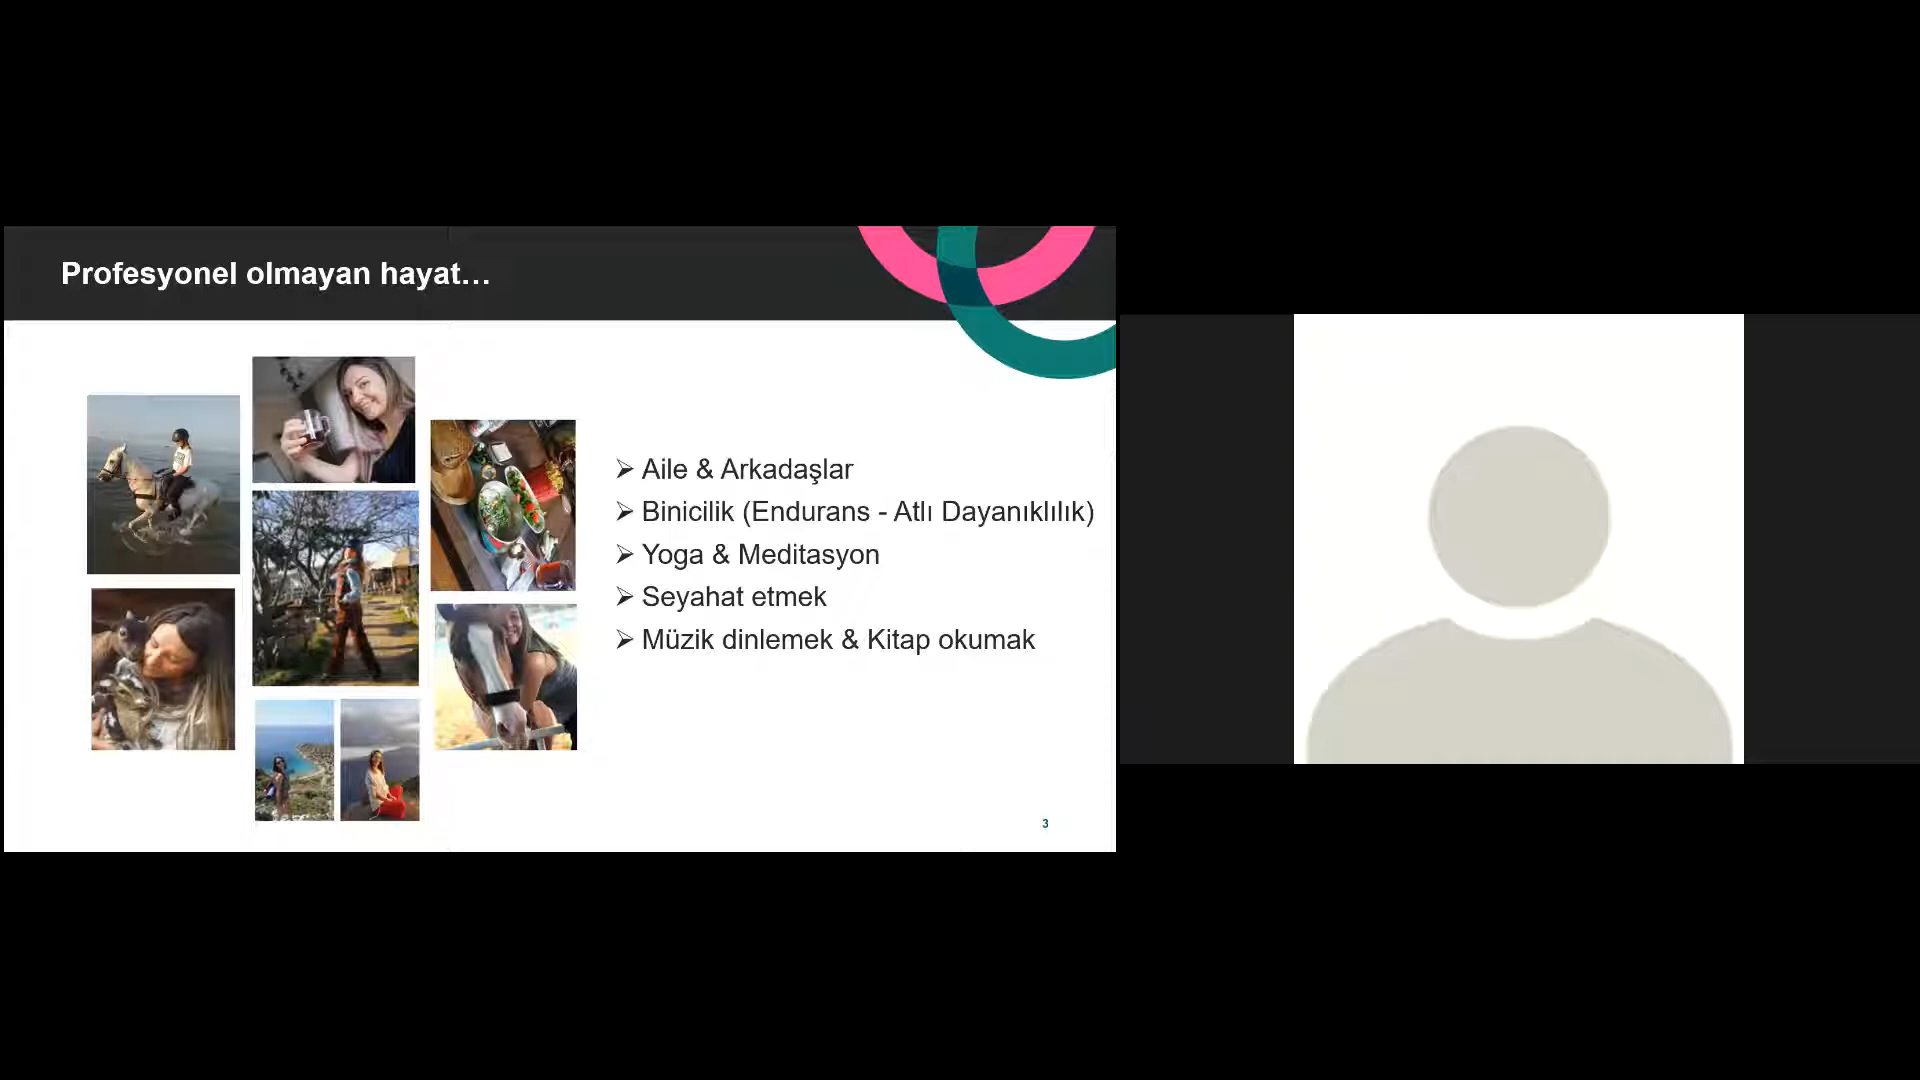 Profesyonel olmayan hayat...
➢ Aile & Arkadaşlar
➢ Binicilik (Endurans - Atlı Dayanıklılık)
➢ Yoga & Meditasyon
➢ Seyahat etmek
➢ Müzik dinlemek & Kitap okumak
3